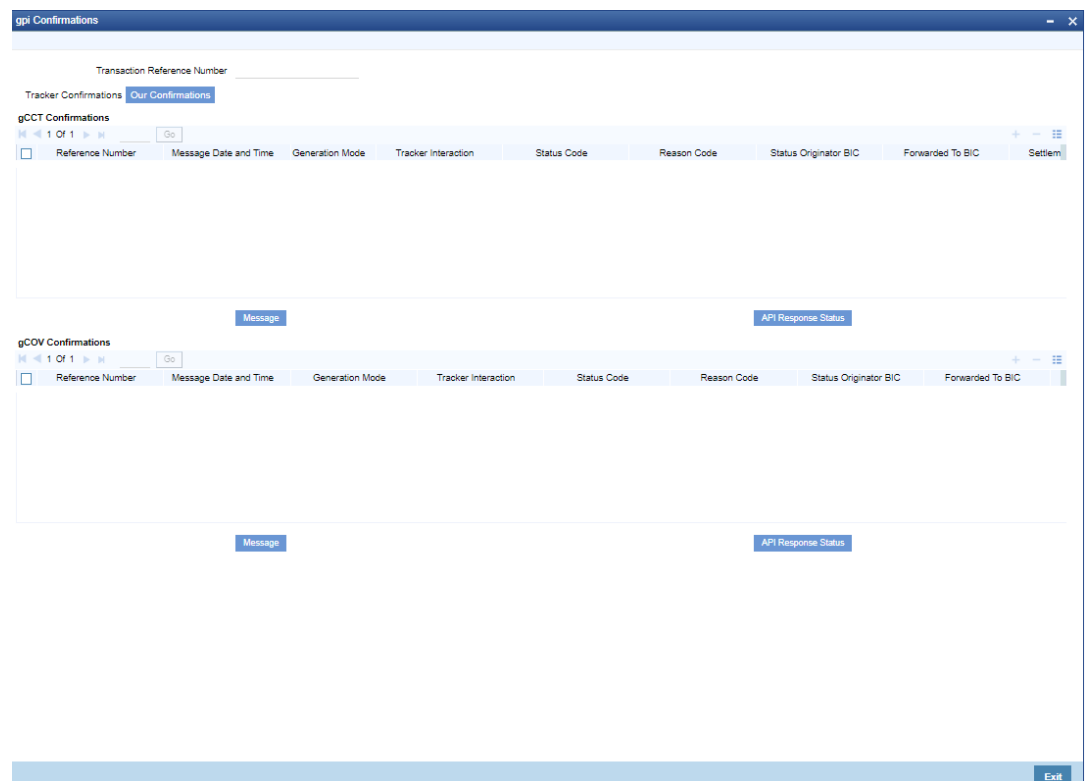 gpi Confirmations
Transaction Reference Number
Tracker Confirmations Our Confirmations
gCCT Confirmations
1 Of 1 Go
Reference Number Message Date and Time Generation Mode Tracker Interaction Status Code Reason Code Status Originator BIC Forwarded To BIC Settlem
Message API Response Status
gCOV Confirmations
1 Of 1 Go
Reference Number Message Date and Time Generation Mode Tracker Interaction Status Code Reason Code Status Originator BIC Forwarded To BIC
Message API Response Status
Exit